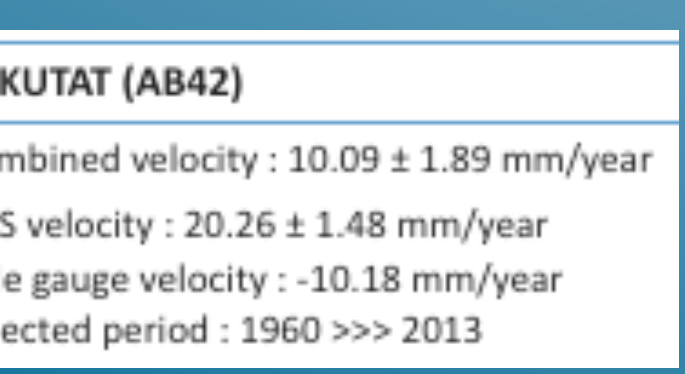 KUTAT (AB42)
mbined velocity : 10.09 ± 1.89 mm/year
S velocity : 20.26 ± 1.48 mm/year
e gauge velocity : -10.18 mm/year
ected period : 1960 >>> 2013